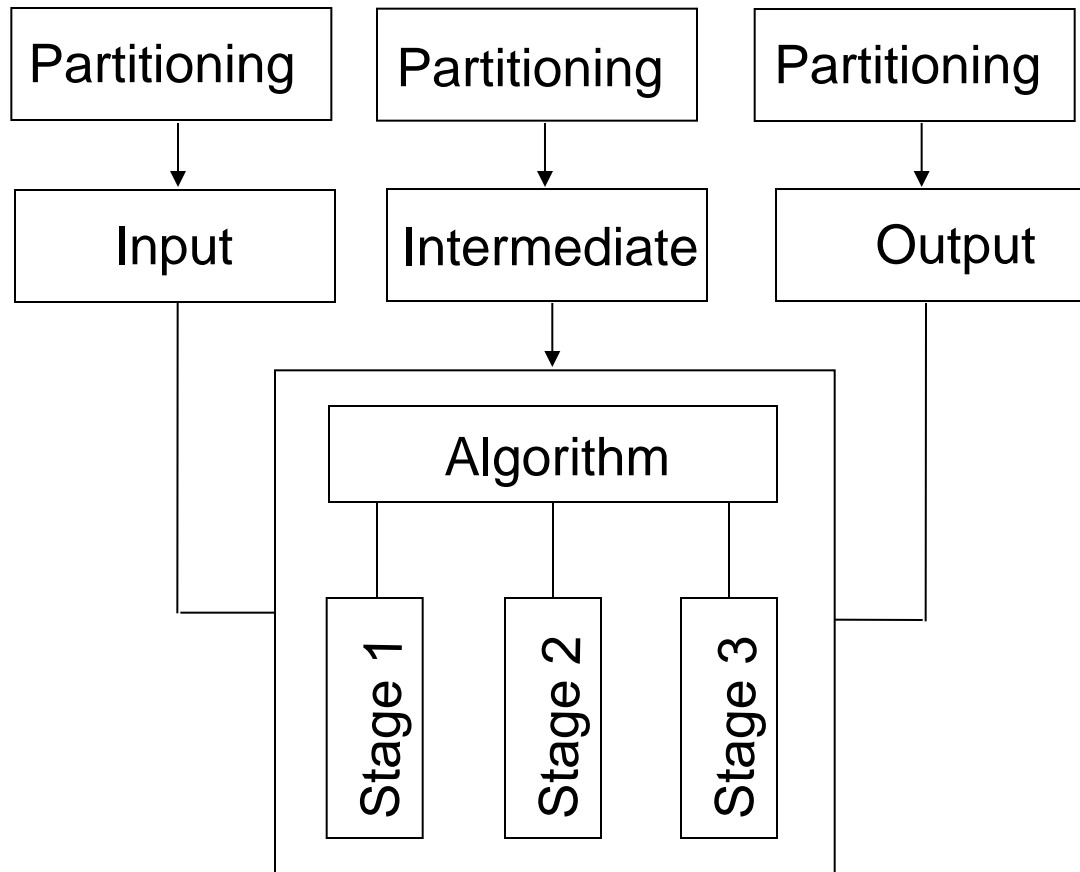 Partitioning
Partitioning
Partitioning
Input
Intermediate
Output
Algorithm
Stage 1
Stage 2
Stage 3